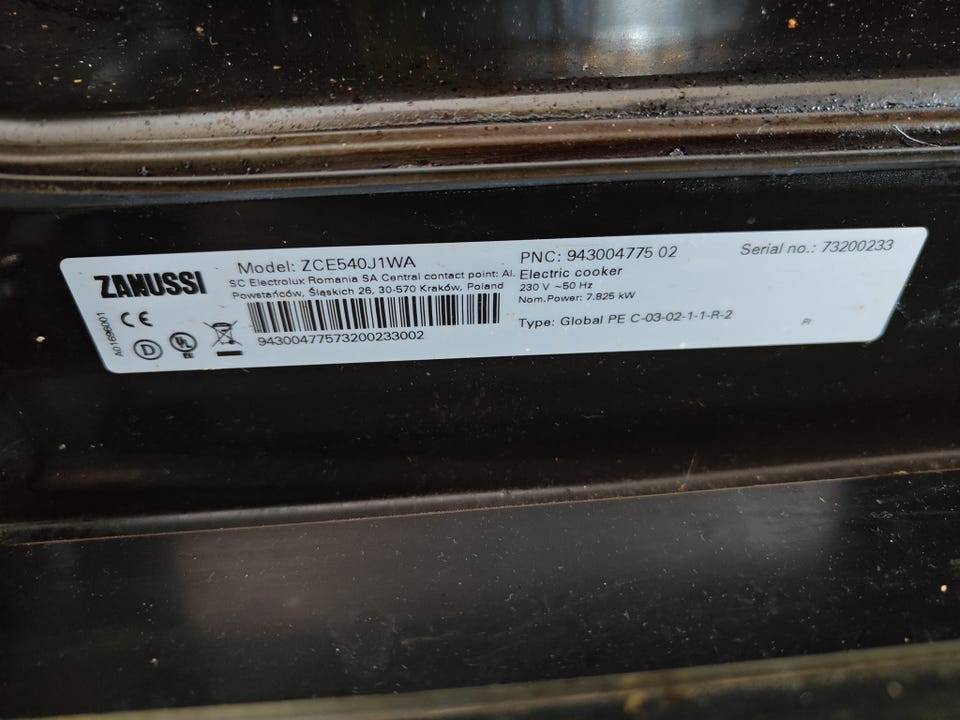 ZANUSSI
Model: ZCE540J1WA
SC Electrolux Romania SA Central contact point: Al.
Powstańców, Śląskich 26, 30-570 Kraków, Poland
94300477573200233002
A01696001
CE
D
UL
PNC: 943004775 02
Electric cooker
230 V ~50 Hz
Nom.Power: 7.825 kW
Type: Global PE C-03-02-1-1-R-2
Serial no.: 73200233